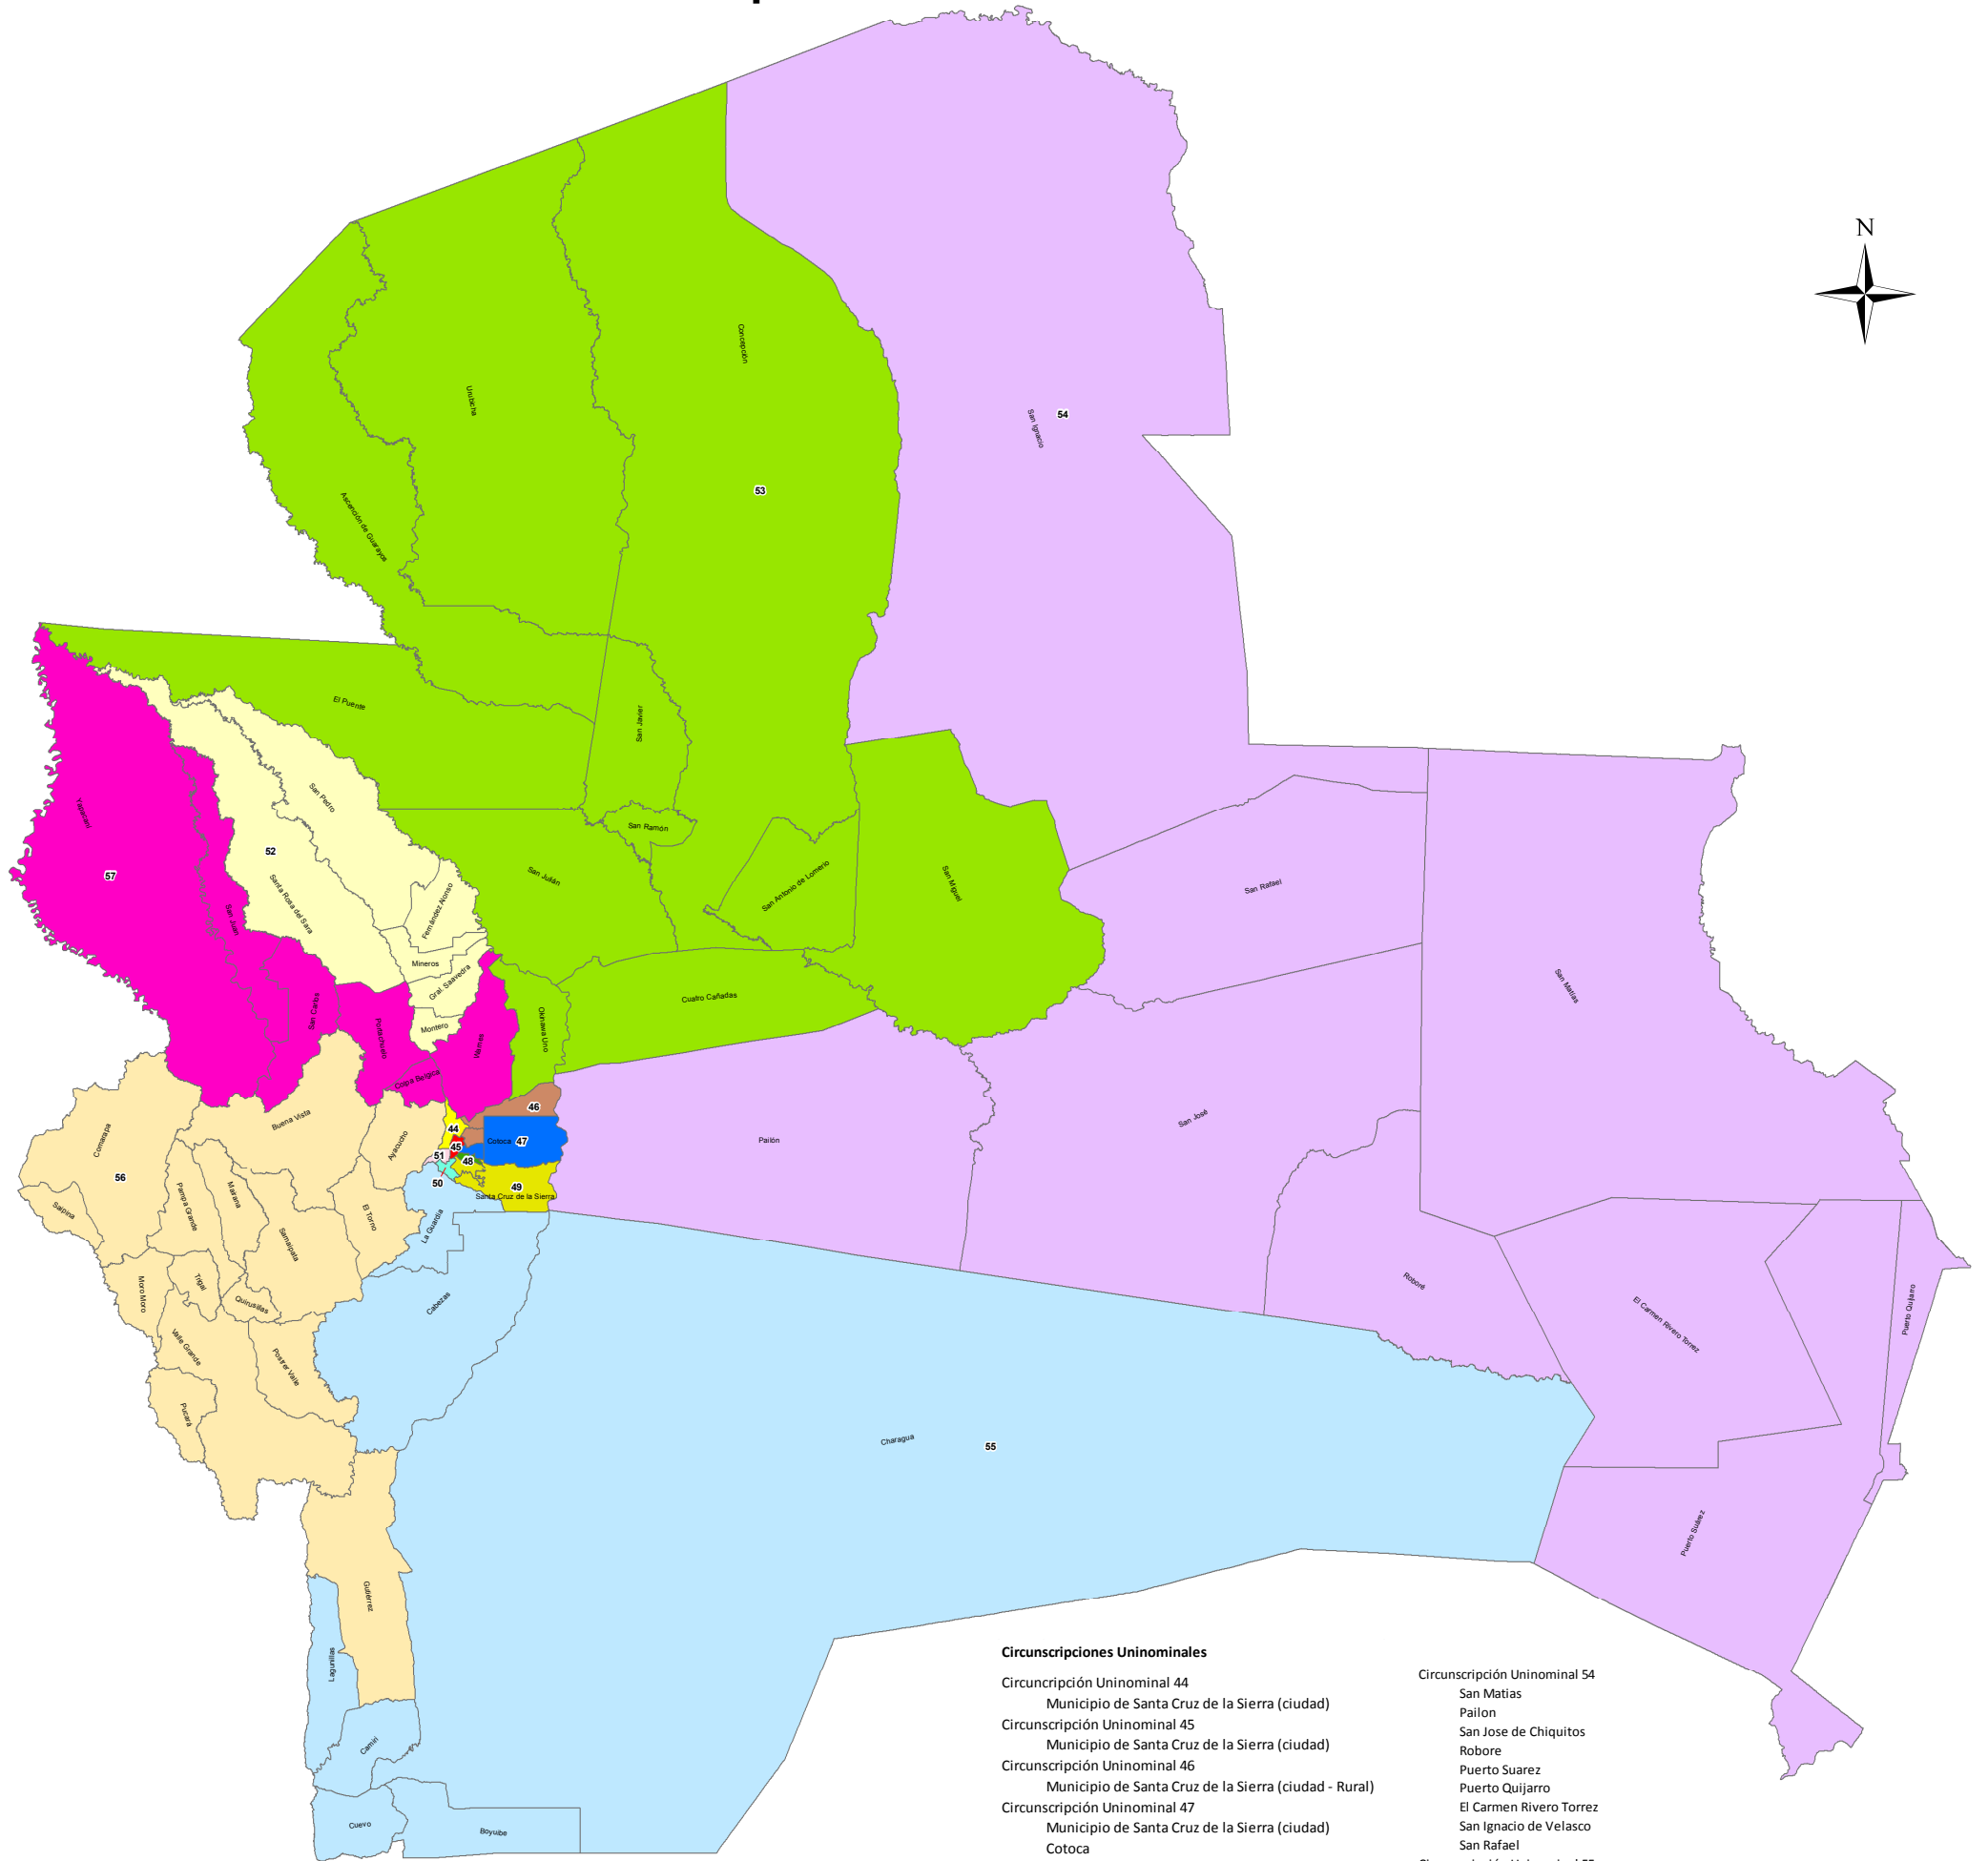 N
Concepción
Urubicha
San Ignacio
54
53
Ascención de Guarayos
El Puente
San Javier
San Pedro
Yapacaní
San Ramón
52
57
San Julián
San Antonio de Lomerío
San Miguel
San Rafael
Santa Rosa del Sara
Fernández Alonso
San Juan
Mineros
Gral. Saavedra
San Matías
Cuatro Cañadas
San Carlos
Okinawa Uno
Montero
Portachuelo
Warnes
Colpa Belgica
46
Buena Vista
San José
44
Comarapa
Ayacucho
45
Cotoca
47
Pailón
51
48
56
50
49
Santa Cruz de la Sierra
Mairana
Saipina
Pampa Grande
El Torno
La Guardia
Samaipata
Moro Moro
Trigal
Roboré
Quirusillas
Cabezas
Puerto Quijarro
El Carmen Rivero Torrez
Valle Grande
Postrer Valle
Pucará
Charagua
55
Puerto Suárez
Gutiérrez
Lagunillas
Camiri
Cuevo
Boyuibe
Circunscripciones Uninominales
Circuncripción Uninominal 44
Municipio de Santa Cruz de la Sierra (ciudad)
Circunscripción Uninominal 45
Municipio de Santa Cruz de la Sierra (ciudad)
Circunscripción Uninominal 46
Municipio de Santa Cruz de la Sierra (ciudad - Rural)
Circunscripción Uninominal 47
Municipio de Santa Cruz de la Sierra (ciudad)
Cotoca
Circunscripción Uninominal 54
San Matias
Pailon
San Jose de Chiquitos
Robore
Puerto Suarez
Puerto Quijarro
El Carmen Rivero Torrez
San Ignacio de Velasco
San Rafael